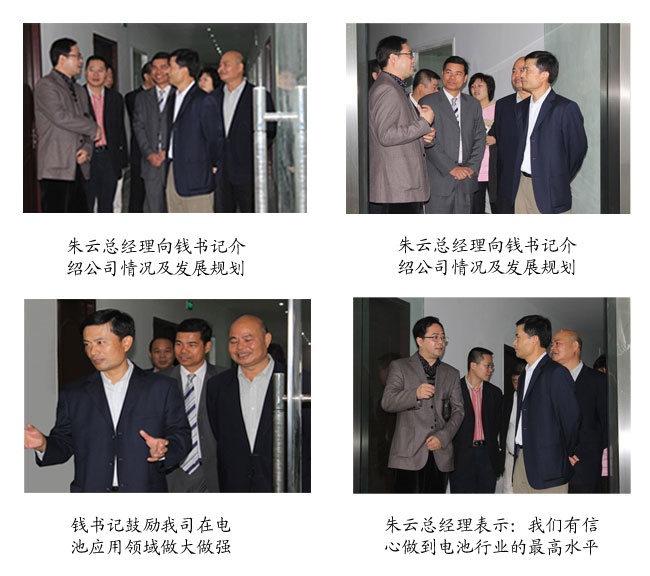 朱云总经理向钱书记介
绍公司情况及发展规划
朱云总经理向钱书记介
绍公司情况及发展规划
钱书记鼓励我司在电
池应用领域做大做强
朱云总经理表示：我们有信
心做到电池行业的最高水平